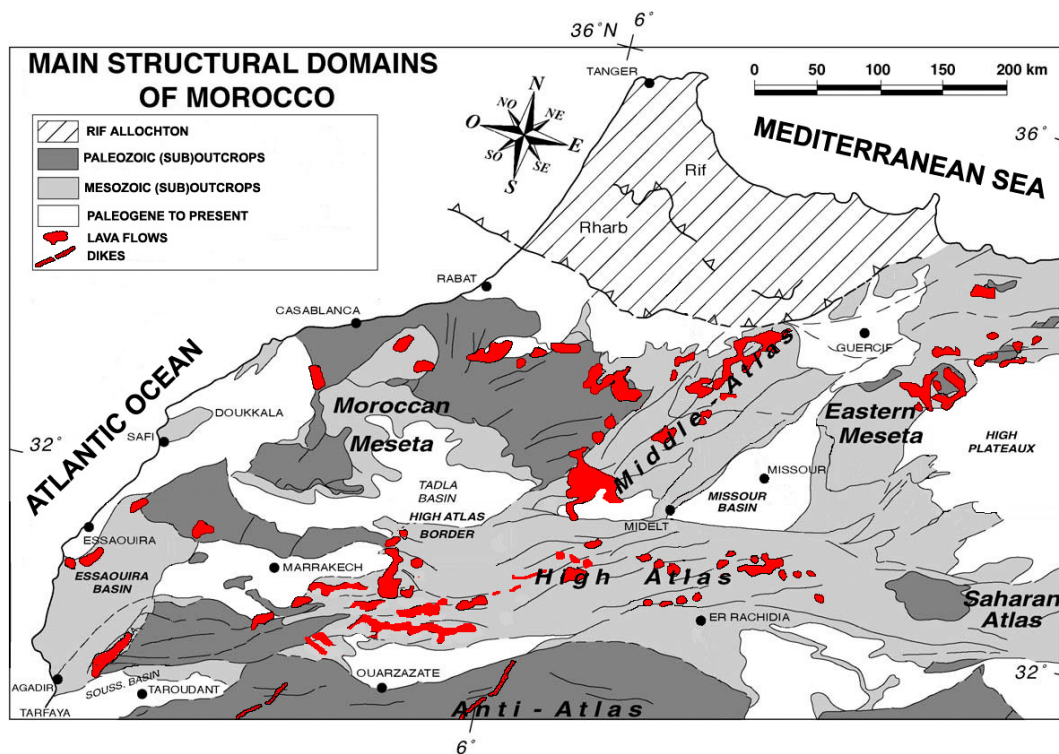 36° N
6°
MAIN STRUCTURAL DOMAINS
OF MOROCCO
RIF ALLOCHTON
PALEOZOIC (SUB)OUTCROPS
MESOZOIC (SUB)OUTCROPS
PALEOGENE TO PRESENT
LAVA FLOWS
DIKES
N
NO
NE
O
E
SO
SE
S
TANGER
0 50 100 150 200 km
36°
MEDITERRANEAN SEA
Rif
Rharb
RABAT
CASABLANCA
GUERCIF
ATLANTIC OCEAN
DOUKKALA
SAFI
Moroccan
Meseta
Middle-Atlas
Eastern
Meseta
HIGH
PLATEAUX
32°
TADLA
BASIN
MISSOUR
MISSOUR
BASIN
HIGH ATLAS
BORDER
MIDELT
ESSAOUIRA
ESSAOUIRA
BASIN
MARRAKECH
High Atlas
Saharan
Atlas
ER RACHIDIA
OUARZAZATE
SOUSS. BASIN
AGADIR
TAROUDANT
TARFAYA
Anti-Atlas
32°
6°